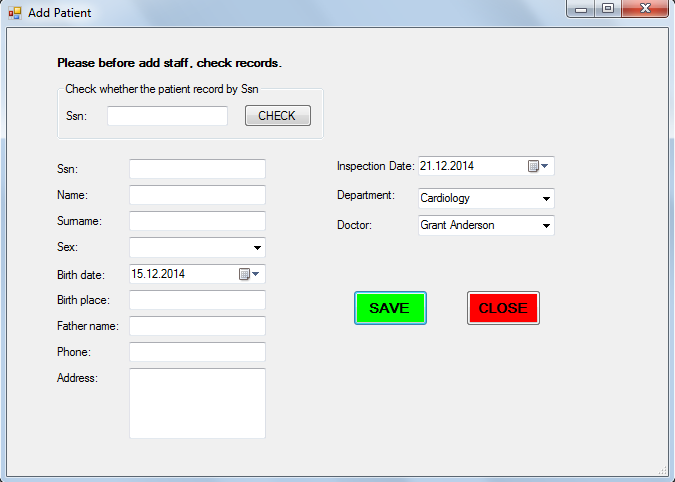 Add Patient
Please before add staff, check records.
Check whether the patient record by Ssn
Ssn:
CHECK
Ssn:
Name:
Surname:
Sex:
Birth date: 15.12.2014
Birth place:
Father name:
Phone:
Address:
Inspection Date: 21.12.2014
Department: Cardiology
Doctor: Grant Anderson
SAVE
CLOSE